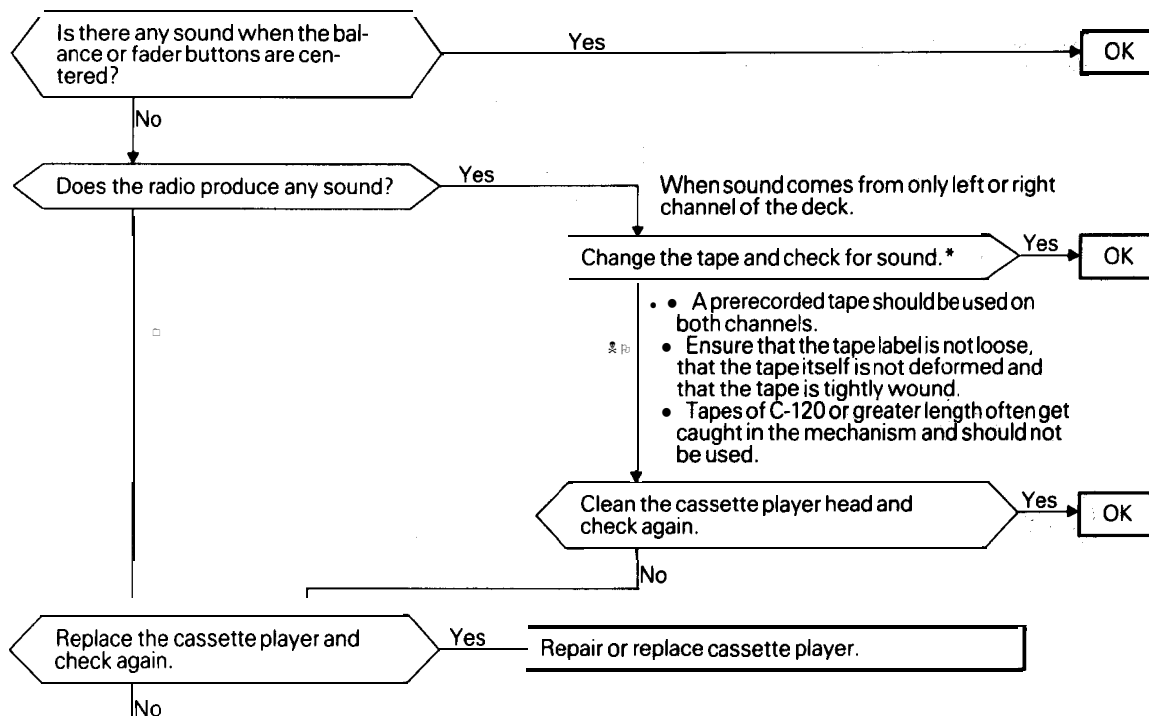 Is there any sound when the bal-
ance or fader buttons are cen-
tered?
Yes
OK
No
Does the radio produce any sound?
Yes
When sound comes from only left or right
channel of the deck.
Change the tape and check for sound.*
Yes
OK
• • A prerecorded tape should be used on
both channels.
• Ensure that the tape label is not loose,
that the tape itself is not deformed and
that the tape is tightly wound.
• Tapes of C-120 or greater length often get
caught in the mechanism and should not
be used.
Clean the cassette player head and
check again.
Yes
OK
No
Replace the cassette player and
check again.
Yes
Repair or replace cassette player.
No